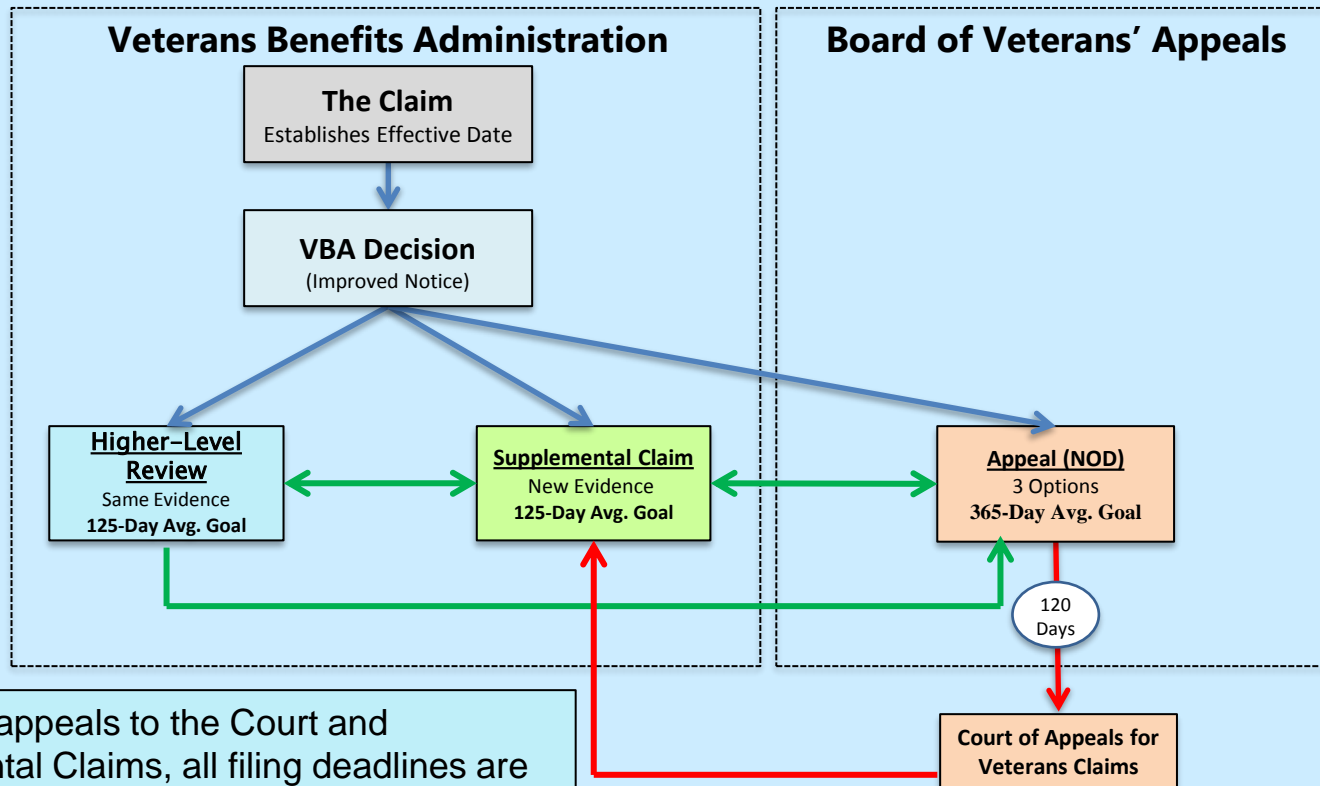 Veterans Benefits Administration
Board of Veterans’ Appeals
The Claim
Establishes Effective Date
VBA Decision
(Improved Notice)
Higher–Level
Review
Same Evidence
125-Day Avg. Goal
Supplemental Claim
New Evidence
125-Day Avg. Goal
Appeal (NOD)
3 Options
365-Day Avg. Goal
120
Days
appeals to the Court and
Claims, all filing deadlines are
Court of Appeals for
Veterans Claims